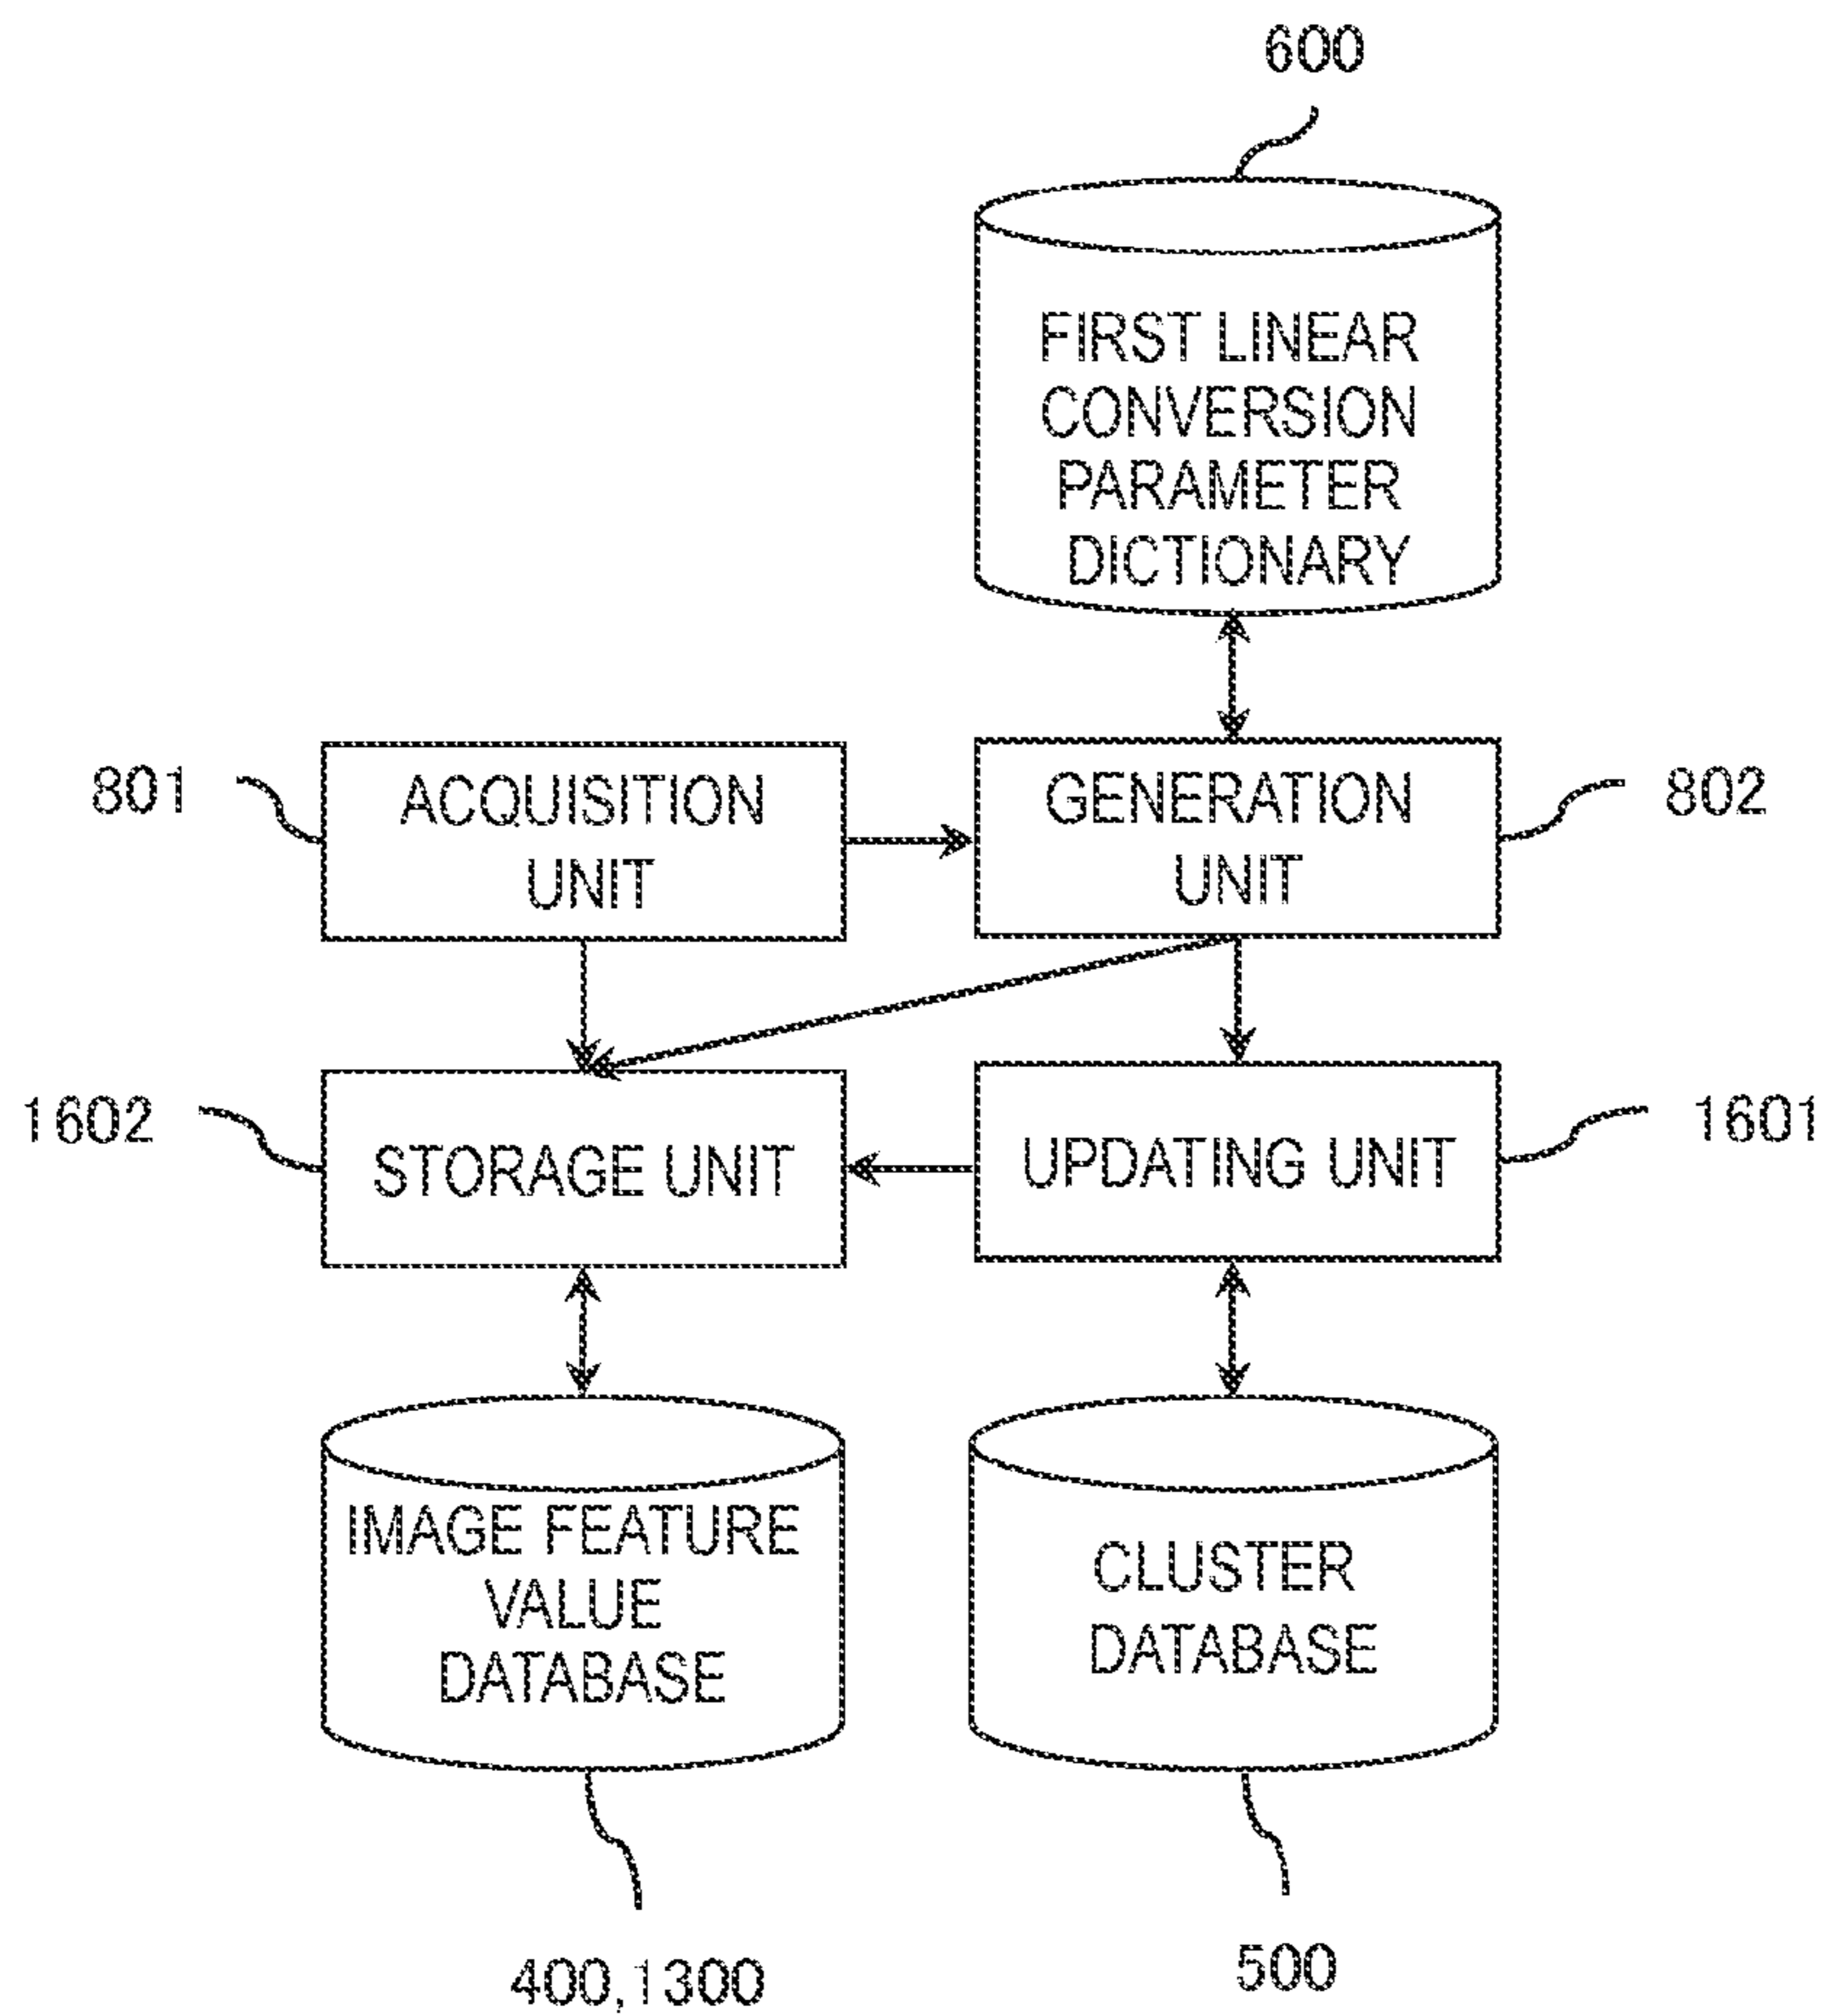 600
FIRST LINEAR
CONVERSION
PARAMETER
DICTIONARY
801
ACQUISITION
UNIT
GENERATION
UNIT
802
1602
STORAGE UNIT
UPDATING UNIT
1601
IMAGE FEATURE
VALUE
DATABASE
CLUSTER
DATABASE
400,1300
500